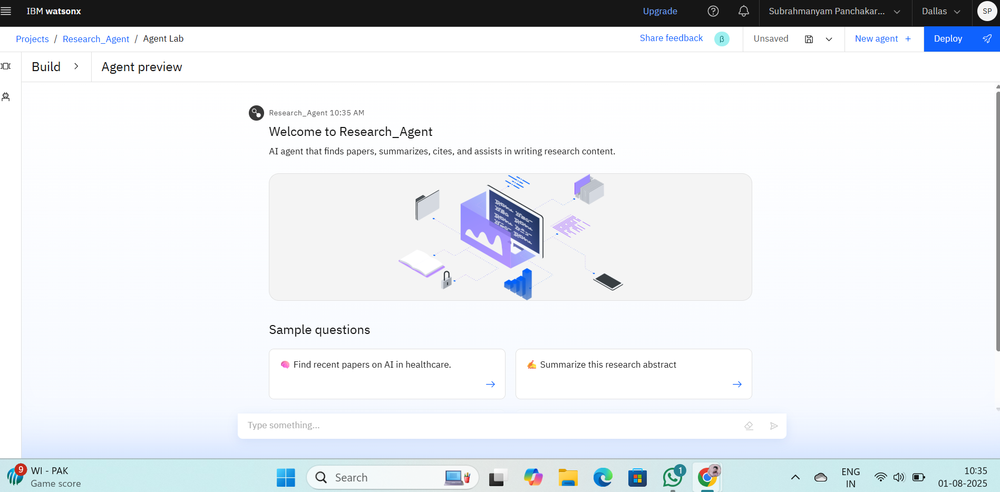 IBM watsonx
Upgrade
Subrahmanyam Panchakar...
Dallas
SP
Projects / Research_Agent / Agent Lab
Share feedback
β
Unsaved
New agent +
Deploy
Build
Agent preview
Research_Agent 10:35 AM
Welcome to Research_Agent
AI agent that finds papers, summarizes, cites, and assists in writing research content.
Sample questions
🧠 Find recent papers on AI in healthcare.
✍️ Summarize this research abstract
Type something...
9
WI - PAK
Game score
Search
1
ENG
IN
10:35
01-08-2025